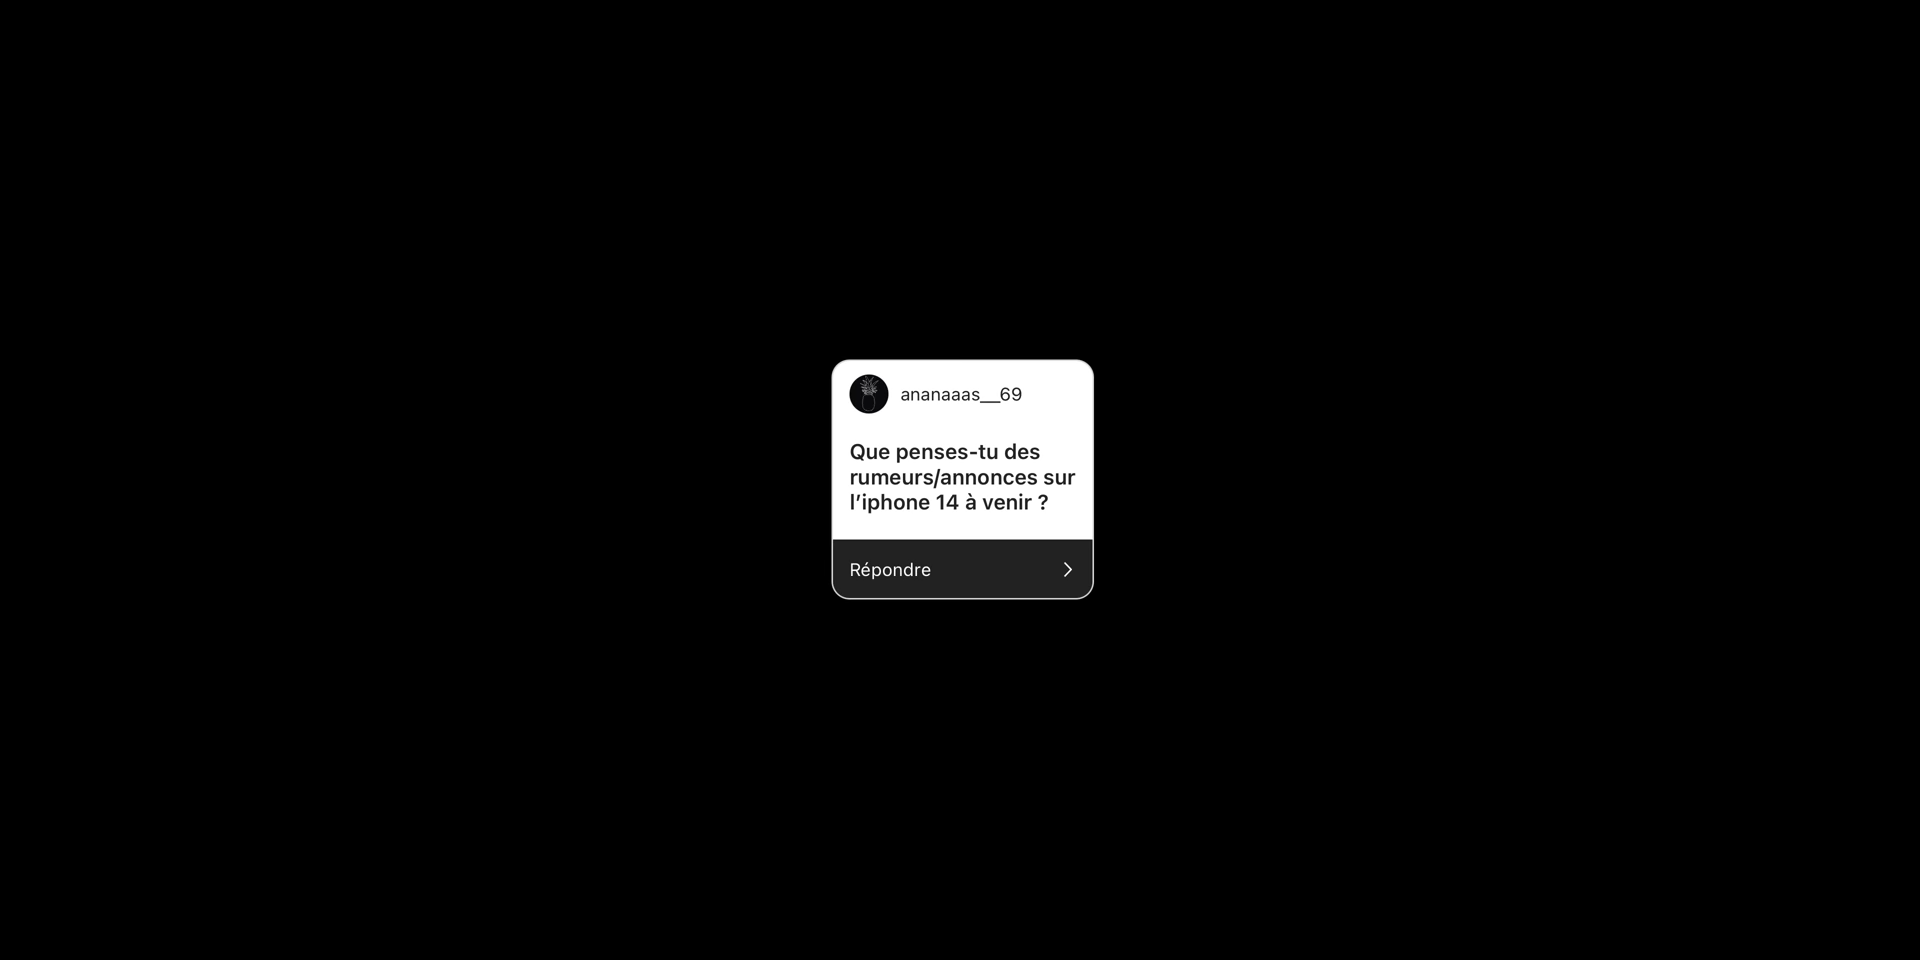 ananaaas__69
Que penses-tu des
rumeurs/annonces sur
l’iphone 14 à venir ?
Répondre